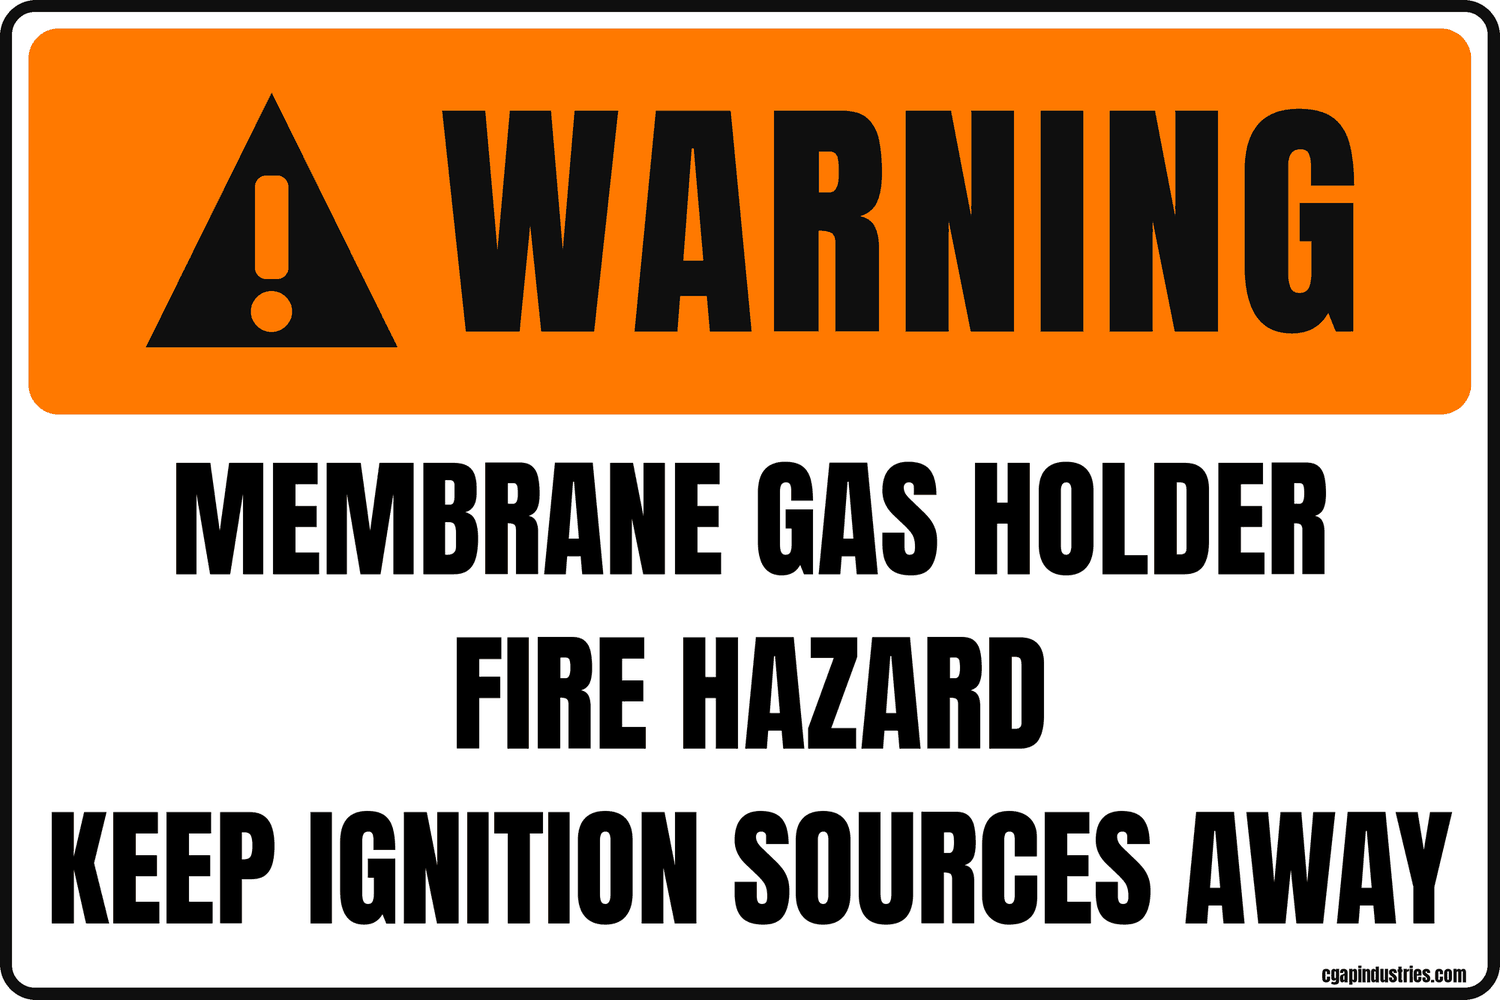 WARNING
MEMBRANE GAS HOLDER
FIRE HAZARD
KEEP IGNITION SOURCES AWAY
cgapindustries.com